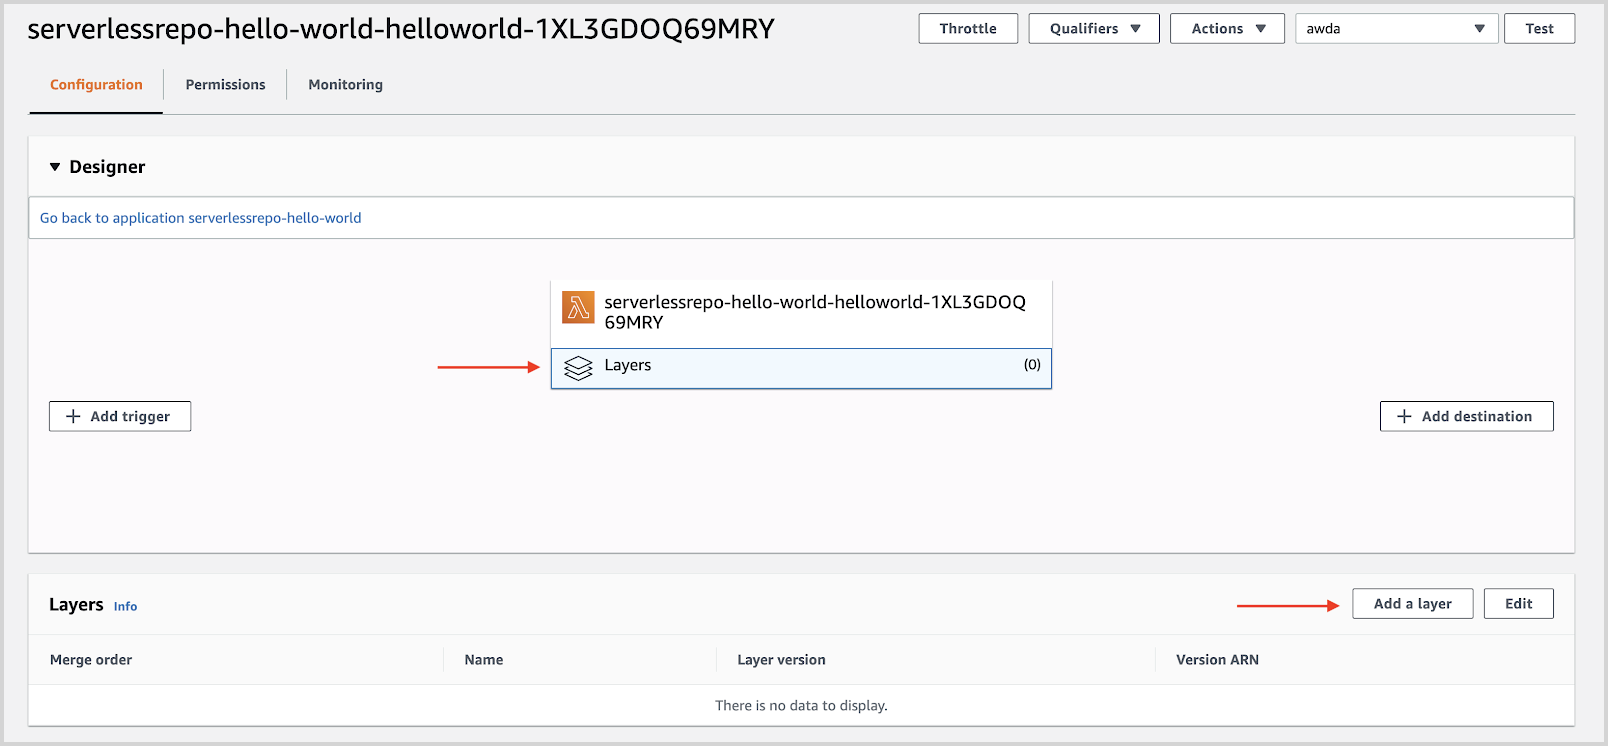 serverlessrepo-hello-world-helloworld-1XL3GDOQ69MRY
Throttle
Qualifiers
Actions
awda
Test
Configuration
Permissions
Monitoring
Designer
Go back to application serverlessrepo-hello-world
serverlessrepo-hello-world-helloworld-1XL3GDOQ
69MRY
Layers (0)
+ Add trigger
+ Add destination
Layers Info
Add a layer
Edit
Merge order
Name
Layer version
Version ARN
There is no data to display.